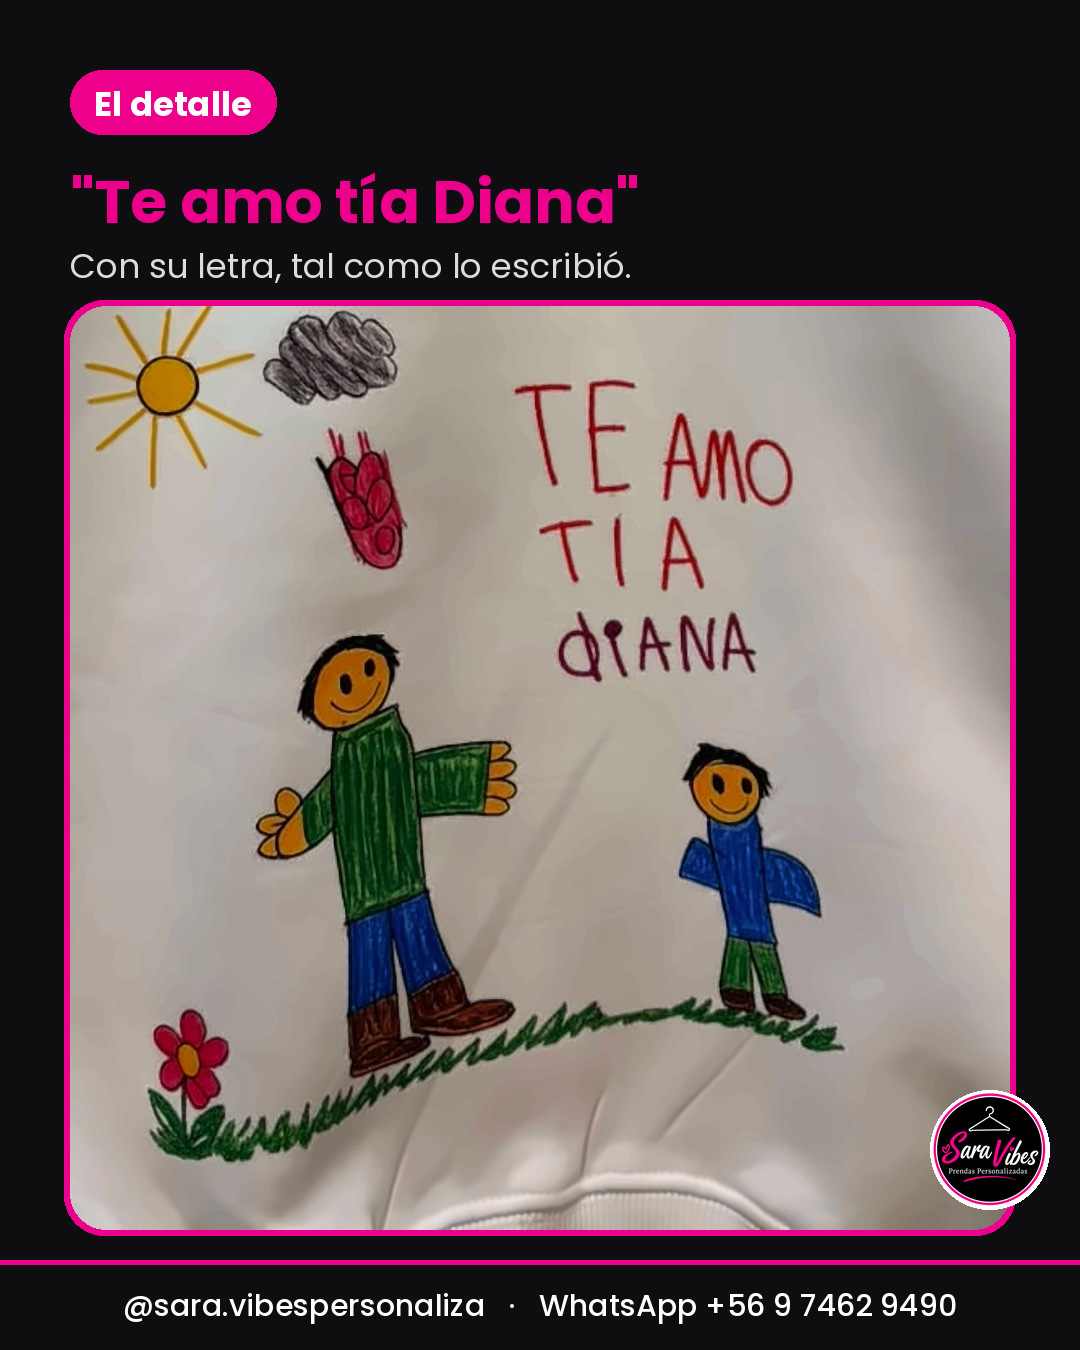 El detalle
"Te amo tía Diana"
Con su letra, tal como lo escribió.
TE AMO
TIA
dIANA
Sara Vibes
Prendas Personalizadas
@sara.vibespersonaliza · WhatsApp +56 9 7462 9490